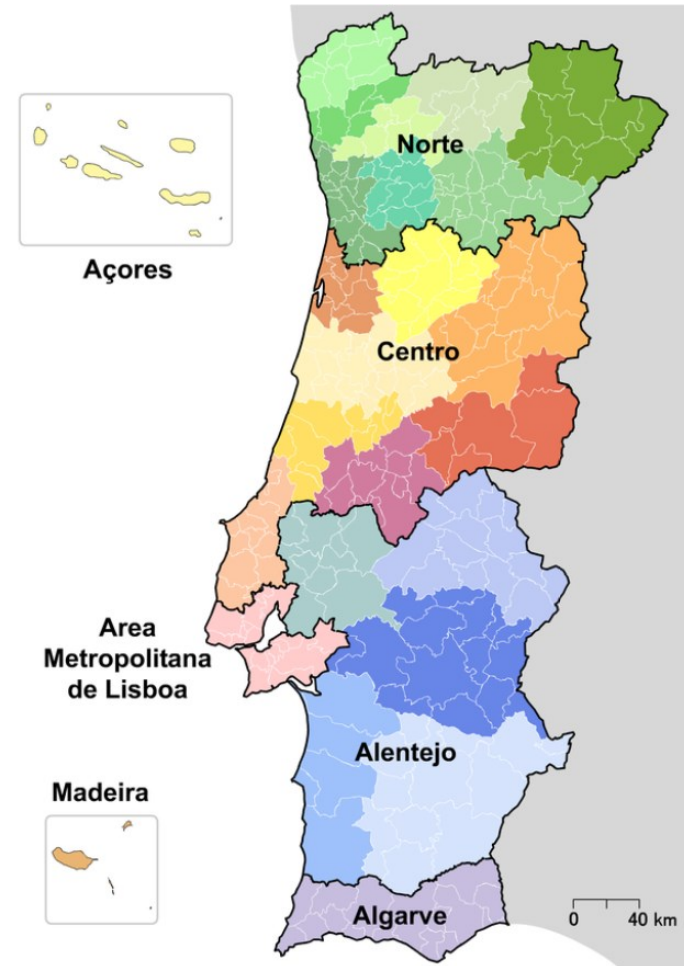 Norte
Açores
Centro
Area
Metropolitana
de Lisboa
Alentejo
Madeira
Algarve
0 40 km